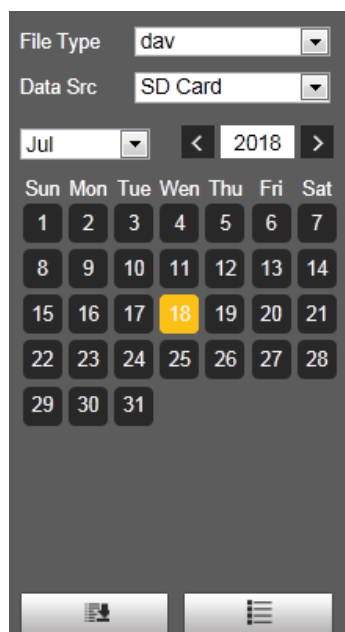 File Type dav
Data Src SD Card
Jul < 2018 >
Sun Mon Tue Wen Thu Fri Sat
1 2 3 4 5 6 7
8 9 10 11 12 13 14
15 16 17 18 19 20 21
22 23 24 25 26 27 28
29 30 31